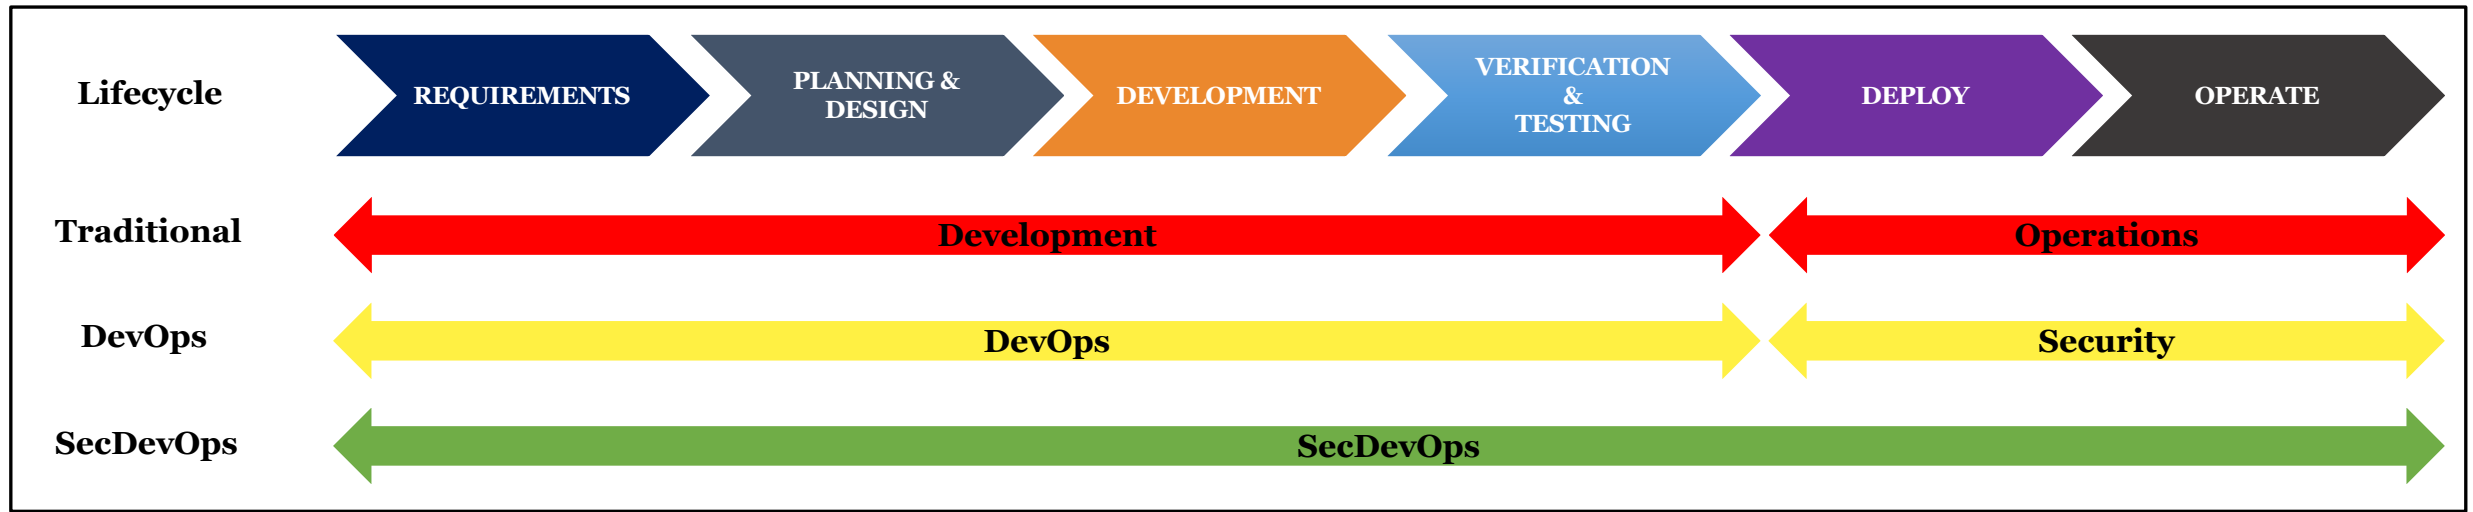 Lifecycle
REQUIREMENTS
PLANNING &
DESIGN
DEVELOPMENT
VERIFICATION
&
TESTING
DEPLOY
OPERATE
Traditional
Development
Operations
DevOps
DevOps
Security
SecDevOps
SecDevOps